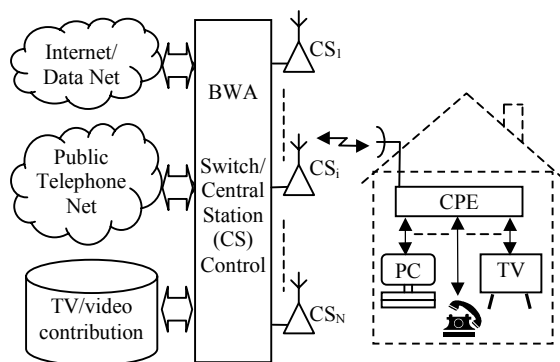 Internet/
Data Net
Public
Telephone
Net
TV/video
contribution
BWA
Switch/
Central
Station
(CS)
Control
CS1
CSi
CSN
CPE
PC
TV